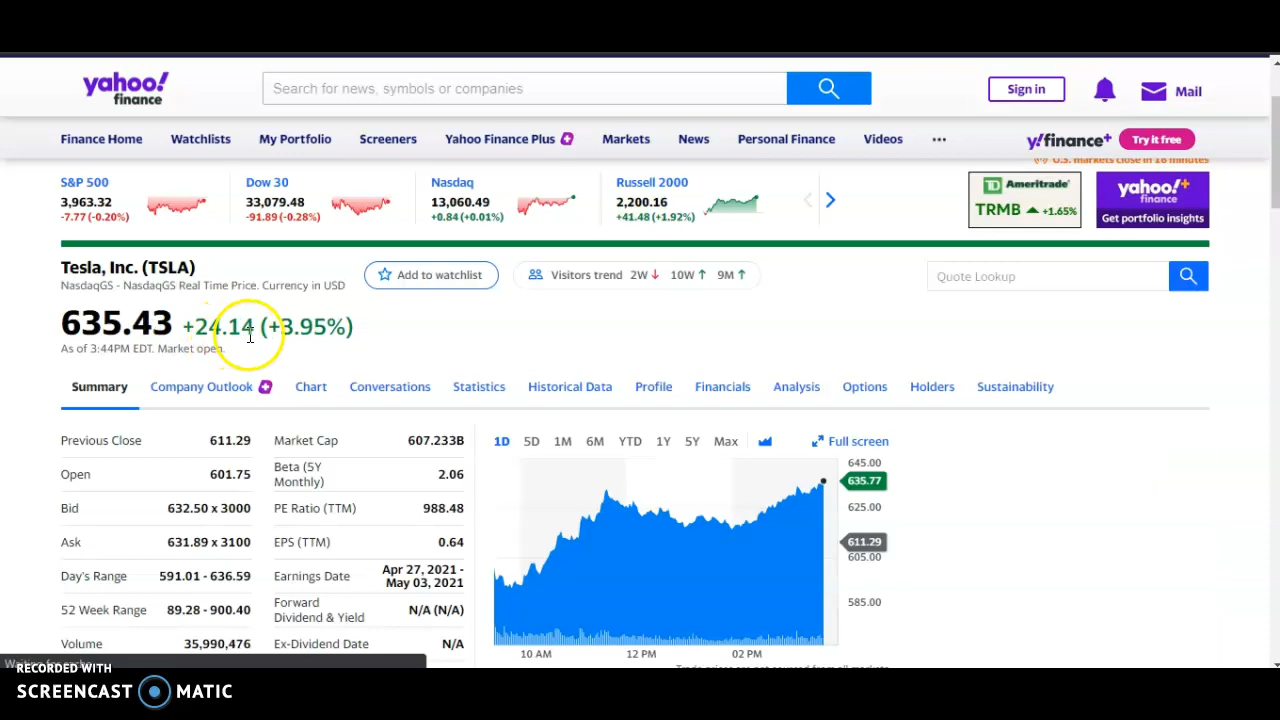 yahoo!
finance
Search for news, symbols or companies
Sign in
Mail
Finance Home Watchlists My Portfolio Screeners Yahoo Finance Plus Markets News Personal Finance Videos ••• y!finance+ Try it free
U.S. markets close in 16 minutes
S&P 500
3,963.32
-7.77 (-0.20%)
Dow 30
33,079.48
-91.89 (-0.28%)
Nasdaq
13,060.49
+0.84 (+0.01%)
Russell 2000
2,200.16
+41.48 (+1.92%)
TD Ameritrade
TRMB +1.65%
yahoo!+
finance
Get portfolio insights
Tesla, Inc. (TSLA)
NasdaqGS - NasdaqGS Real Time Price. Currency in USD
Add to watchlist
Visitors trend 2W 10W 9M
Quote Lookup
635.43 +24.14 (+3.95%)
As of 3:44PM EDT. Market open.
Summary Company Outlook Chart Conversations Statistics Historical Data Profile Financials Analysis Options Holders Sustainability
Previous Close 611.29
Open 601.75
Bid 632.50 x 3000
Ask 631.89 x 3100
Day's Range 591.01 - 636.59
52 Week Range 89.28 - 900.40
Volume 35,990,476
Market Cap 607.233B
Beta (5Y
Monthly) 2.06
PE Ratio (TTM) 988.48
EPS (TTM) 0.64
Earnings Date Apr 27, 2021 -
May 03, 2021
Forward
Dividend & Yield N/A (N/A)
Ex-Dividend Date N/A
1D 5D 1M 6M YTD 1Y 5Y Max Full screen
645.00
635.77
625.00
611.29
605.00
585.00
10 AM 12 PM 02 PM
Trade prices are not sourced from all markets
RECORDED WITH
SCREENCAST MATIC